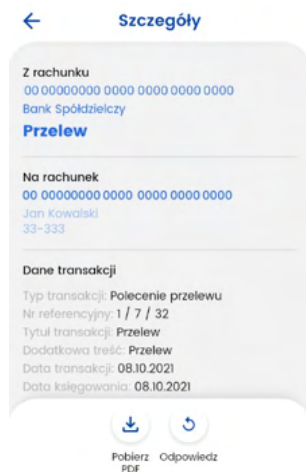 Szczegóły
Z rachunku
00 00000000 0000 0000 0000 0000
Bank Spółdzielczy
Przelew
Na rachunek
00 00000000 0000 0000 0000 0000
Jan Kowalski
33-333
Dane transakcji
Typ transakcji: Polecenie przelewu
Nr referencyjny: 1 / 7 / 32
Tytuł transakcji: Przelew
Dodatkowa treść: Przelew
Data transakcji: 08.10.2021
Data księgowania: 08.10.2021
Pobierz PDF
Odpowiedz